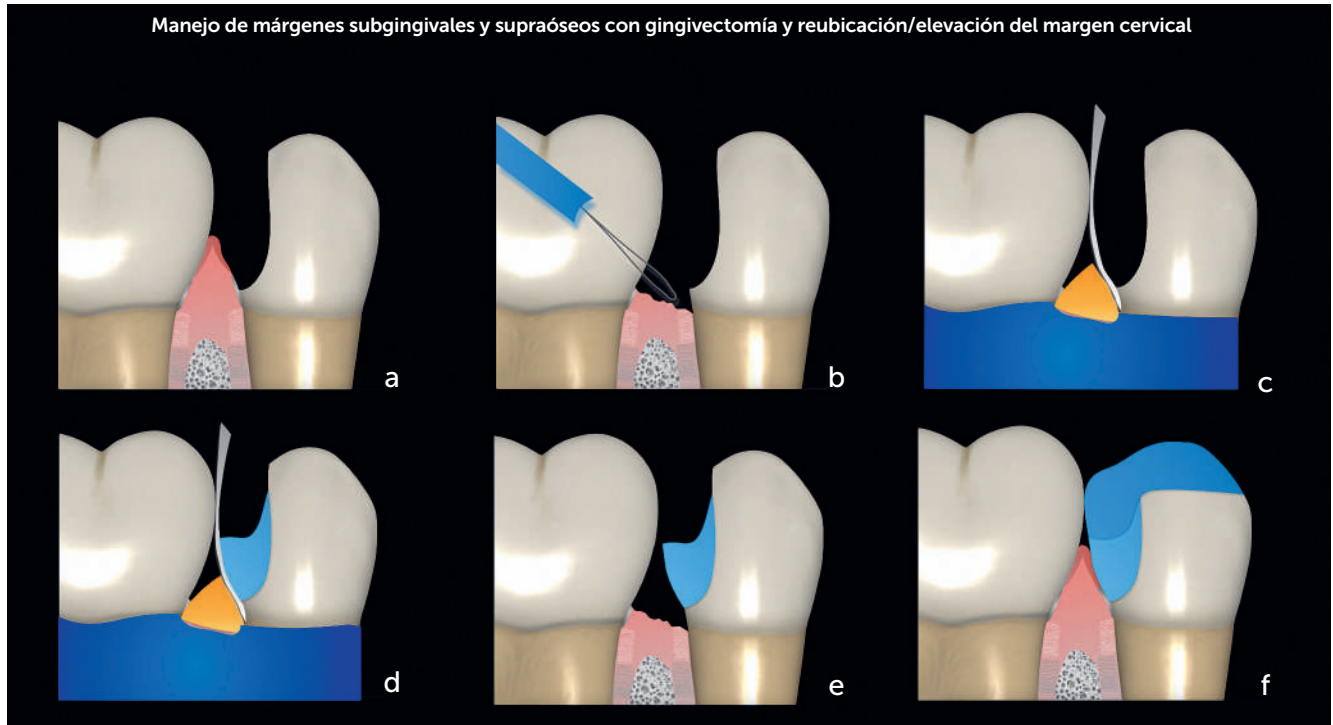 Manejo de márgenes subgingivales y supraóseos con gingivectomía y reubicación/elevación del margen cervical
a
b
c
d
e
f